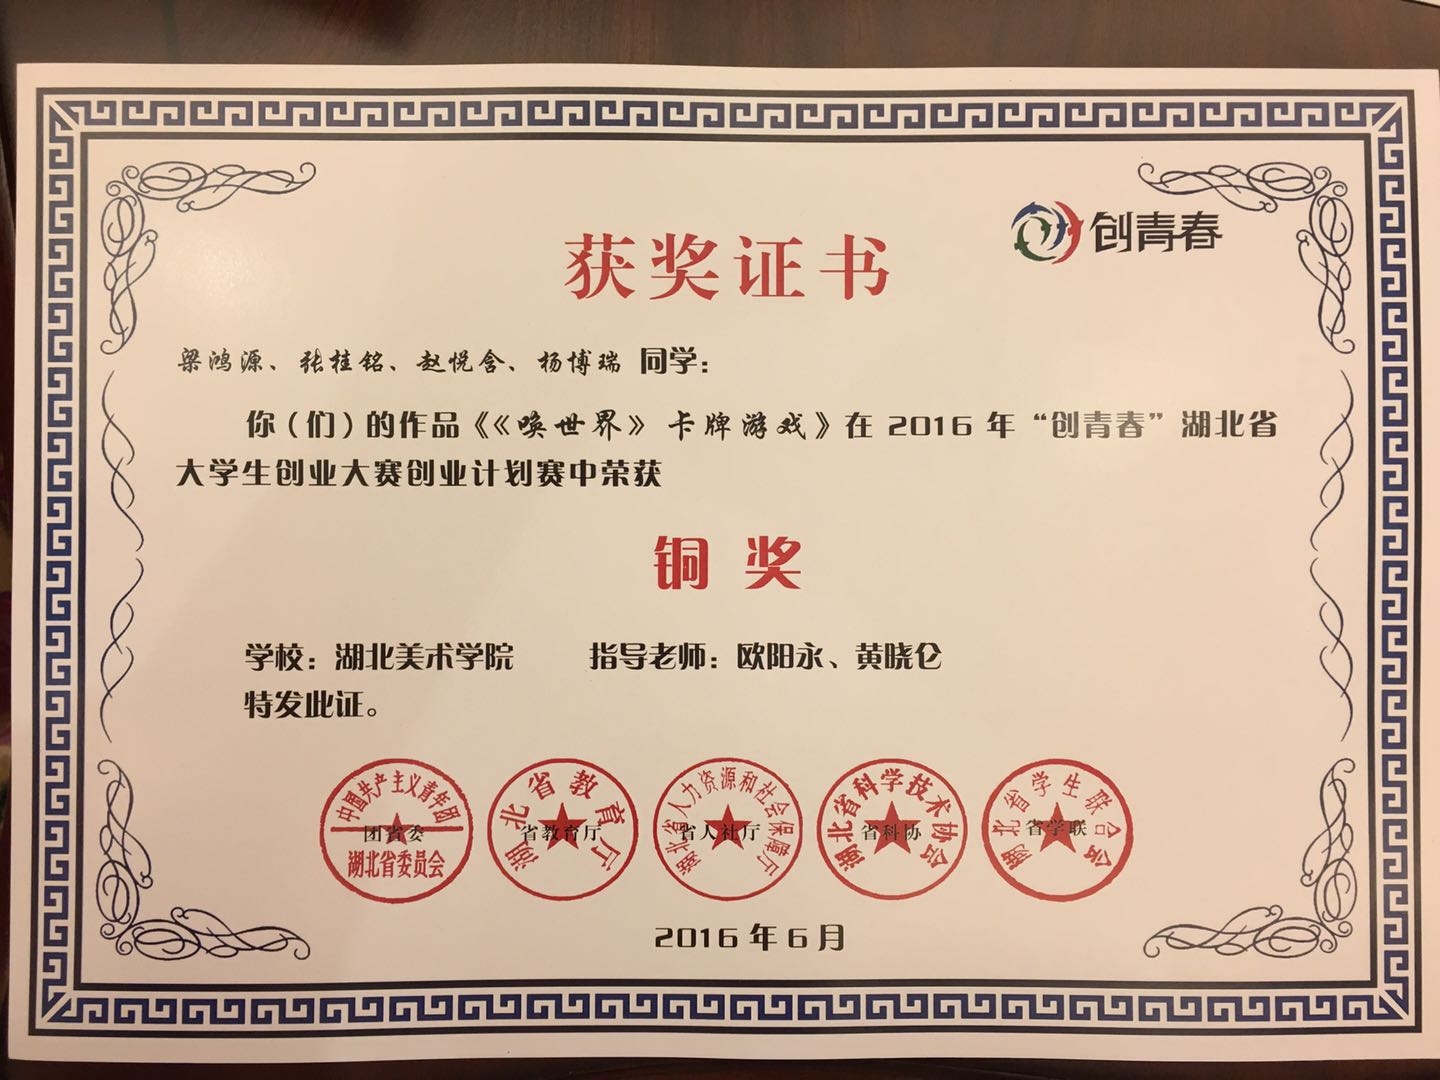 创青春
获奖证书
梁鸿源、张桂铭、赵悦含、杨博瑞 同学：
你（们）的作品《《唤世界》卡牌游戏》在 2016 年“创青春”湖北省
大学生创业大赛创业计划赛中荣获
铜奖
学校：湖北美术学院 指导老师：欧阳永、黄晓仑
特发此证。
中国共产主义青年团
团省委
湖北省委员会
湖北省教育厅
省教育厅
湖北省人力资源和社会保障厅
省人社厅
湖北省科学技术协会
省科协
湖北省学生联合会
省学联
2016 年 6 月